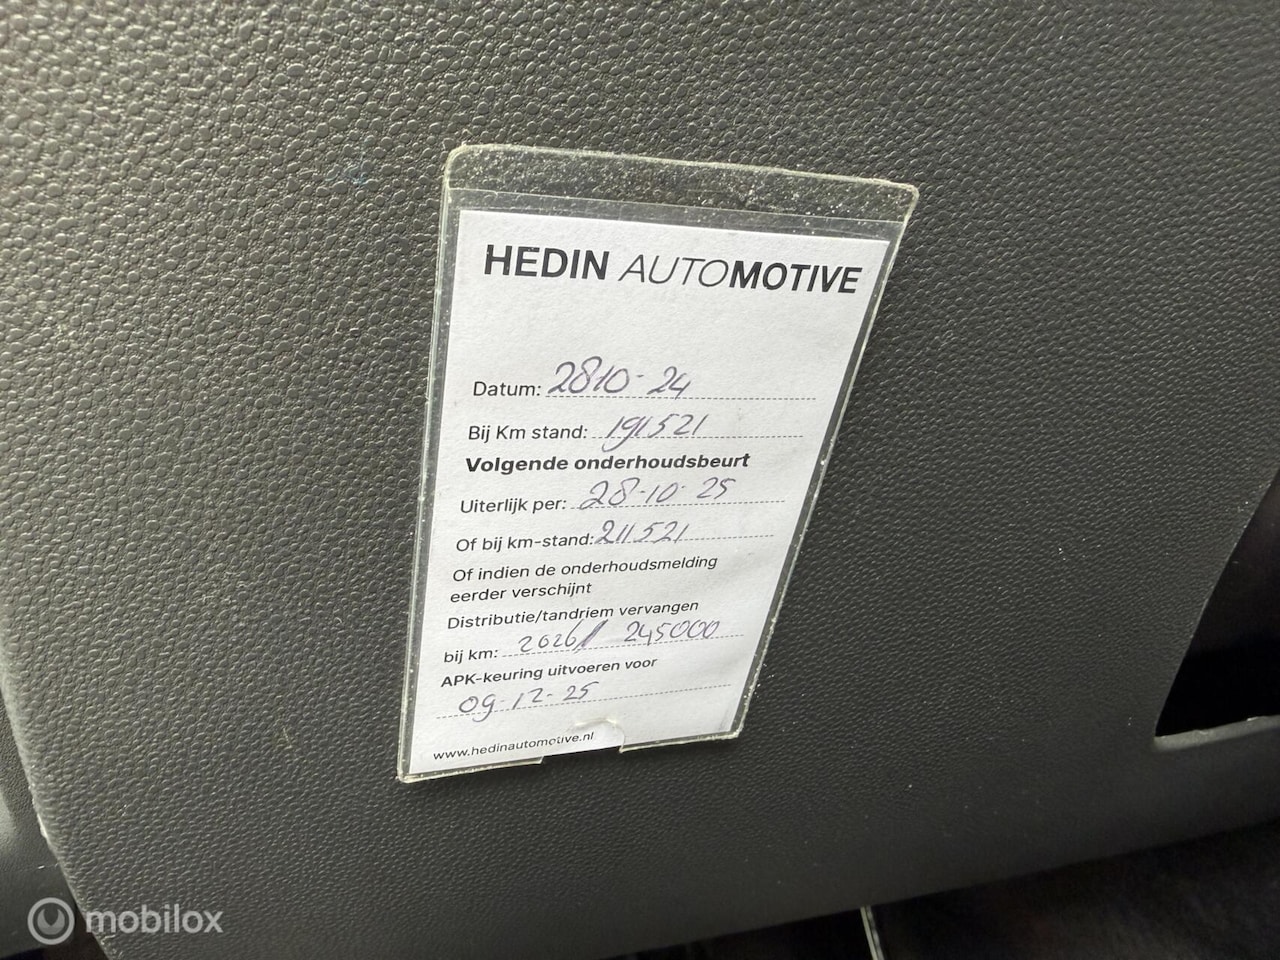 HEDIN AUTOMOTIVE
Datum: 28-10-24
Bij Km stand: 191521
Volgende onderhoudsbeurt
Uiterlijk per: 28-10-25
Of bij km-stand: 211521
Of indien de onderhoudsmelding
eerder verschijnt
Distributie/tandriem vervangen
bij km: 2026/ 245000
APK-keuring uitvoeren voor
09-12-25
www.hedinautomotive.nl
mobilox